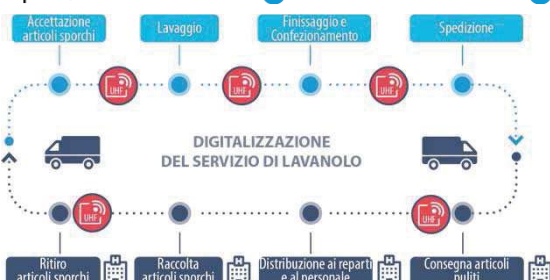 Accettazione
articoli sporchi
Lavaggio
Finissaggio e
Confezionamento
Spedizione
UHF
UHF
UHF
DIGITALIZZAZIONE
DEL SERVIZIO DI LAVANOLO
UHF
UHF
Ritiro
articoli sporchi
H
Raccolta
articoli sporchi
H
Distribuzione ai reparti
e al personale
H
Consegna articoli
puliti
H